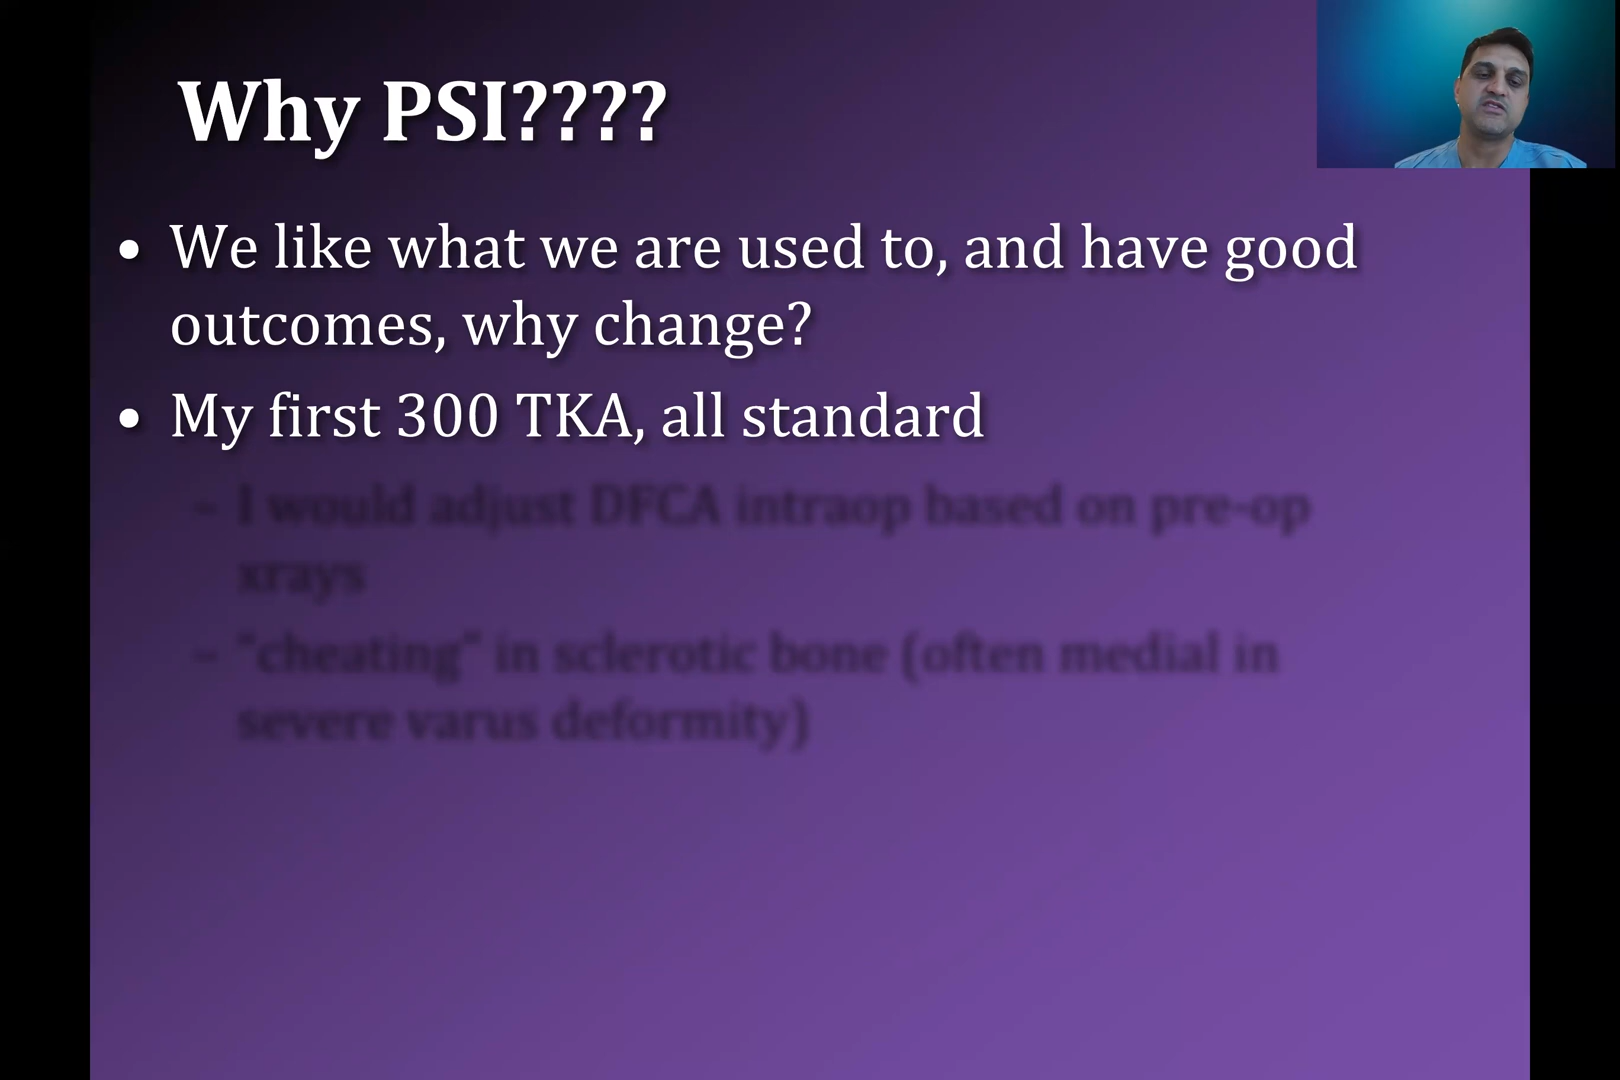 Why PSI????
• We like what we are used to, and have good
outcomes, why change?
• My first 300 TKA, all standard
– I would adjust DFCA intraop based on pre-op
xrays
– "cheating" in sclerotic bone (often medial in
severe varus deformity)